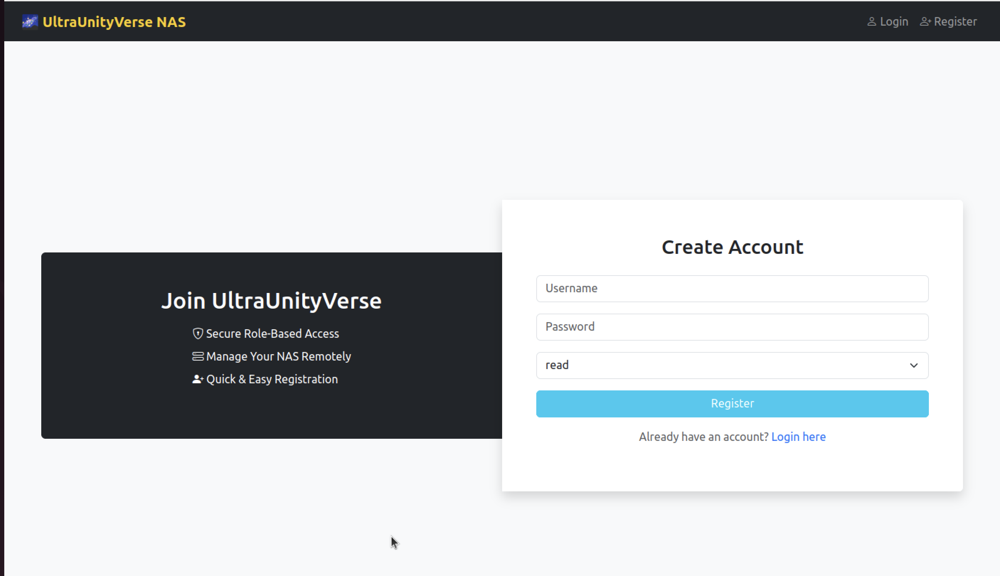 UltraUnityVerse NAS
Login
Register
Join UltraUnityVerse
Secure Role-Based Access
Manage Your NAS Remotely
Quick & Easy Registration
Create Account
Username
Password
read
Register
Already have an account? Login here